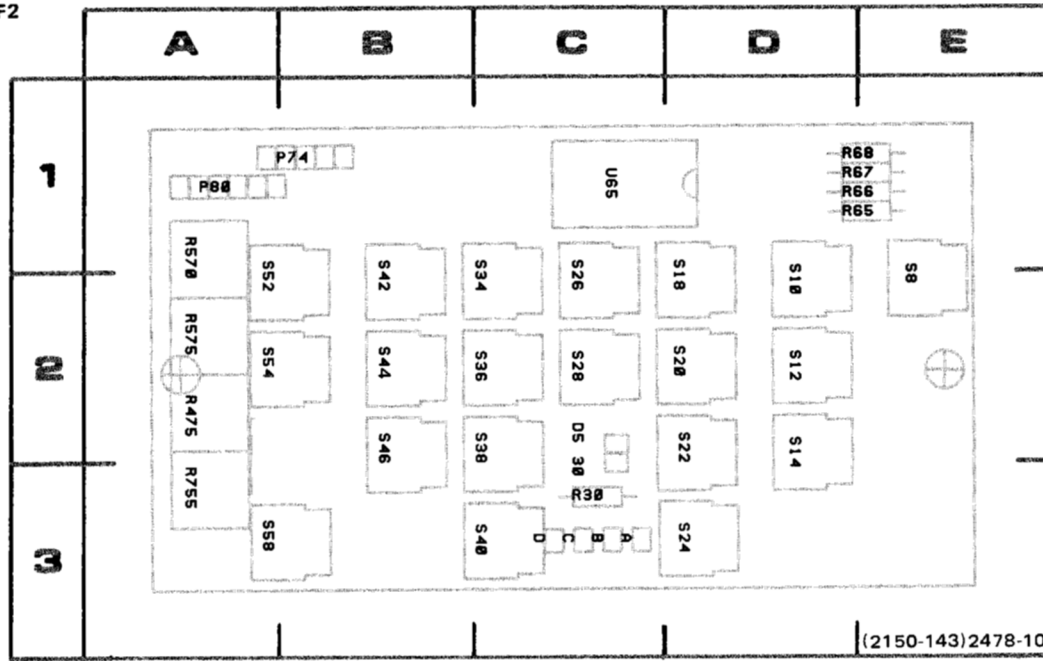 F2
A B C D E
1
P74
P80
U65
R68
R67
R66
R65
R570
S52 S42 S34 S26 S18 S10 S8
2
R575
S54 S44 S36 S28 S20 S12
R475
S46 S38 DS 30 S22 S14
R755
R30
3
S58 S40 D C B A S24
(2150-143)2478-10